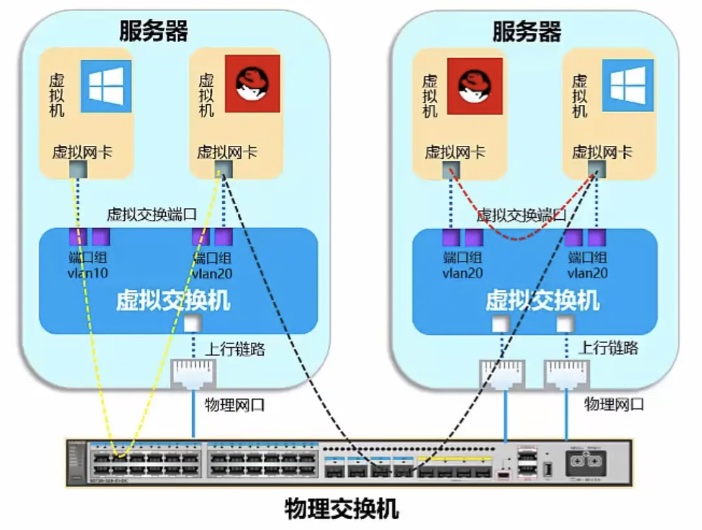 服务器
服务器
虚拟机
虚拟机
虚拟机
虚拟机
虚拟网卡
虚拟网卡
虚拟网卡
虚拟网卡
虚拟交换端口
虚拟交换端口
端口组
vlan10
端口组
vlan20
端口组
vlan20
端口组
vlan20
虚拟交换机
虚拟交换机
上行链路
上行链路
物理网口
物理网口
物理交换机